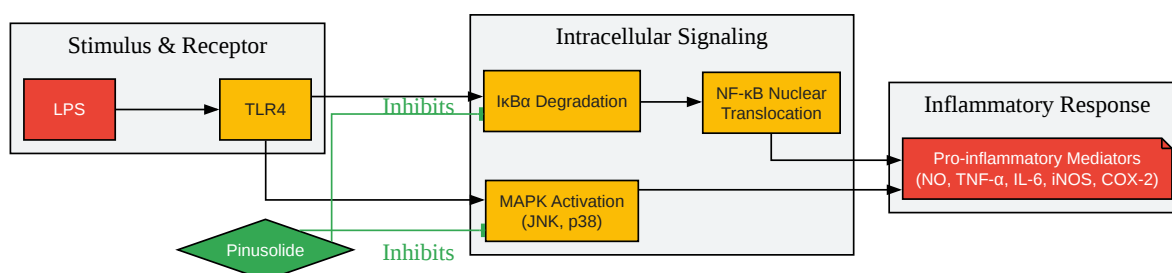 Stimulus & Receptor
LPS
TLR4
Intracellular Signaling
Inhibits
IκBα Degradation
NF-κB Nuclear
Translocation
MAPK Activation
(JNK, p38)
Pinusolide
Inhibits
Inflammatory Response
Pro-inflammatory Mediators
(NO, TNF-α, IL-6, iNOS, COX-2)